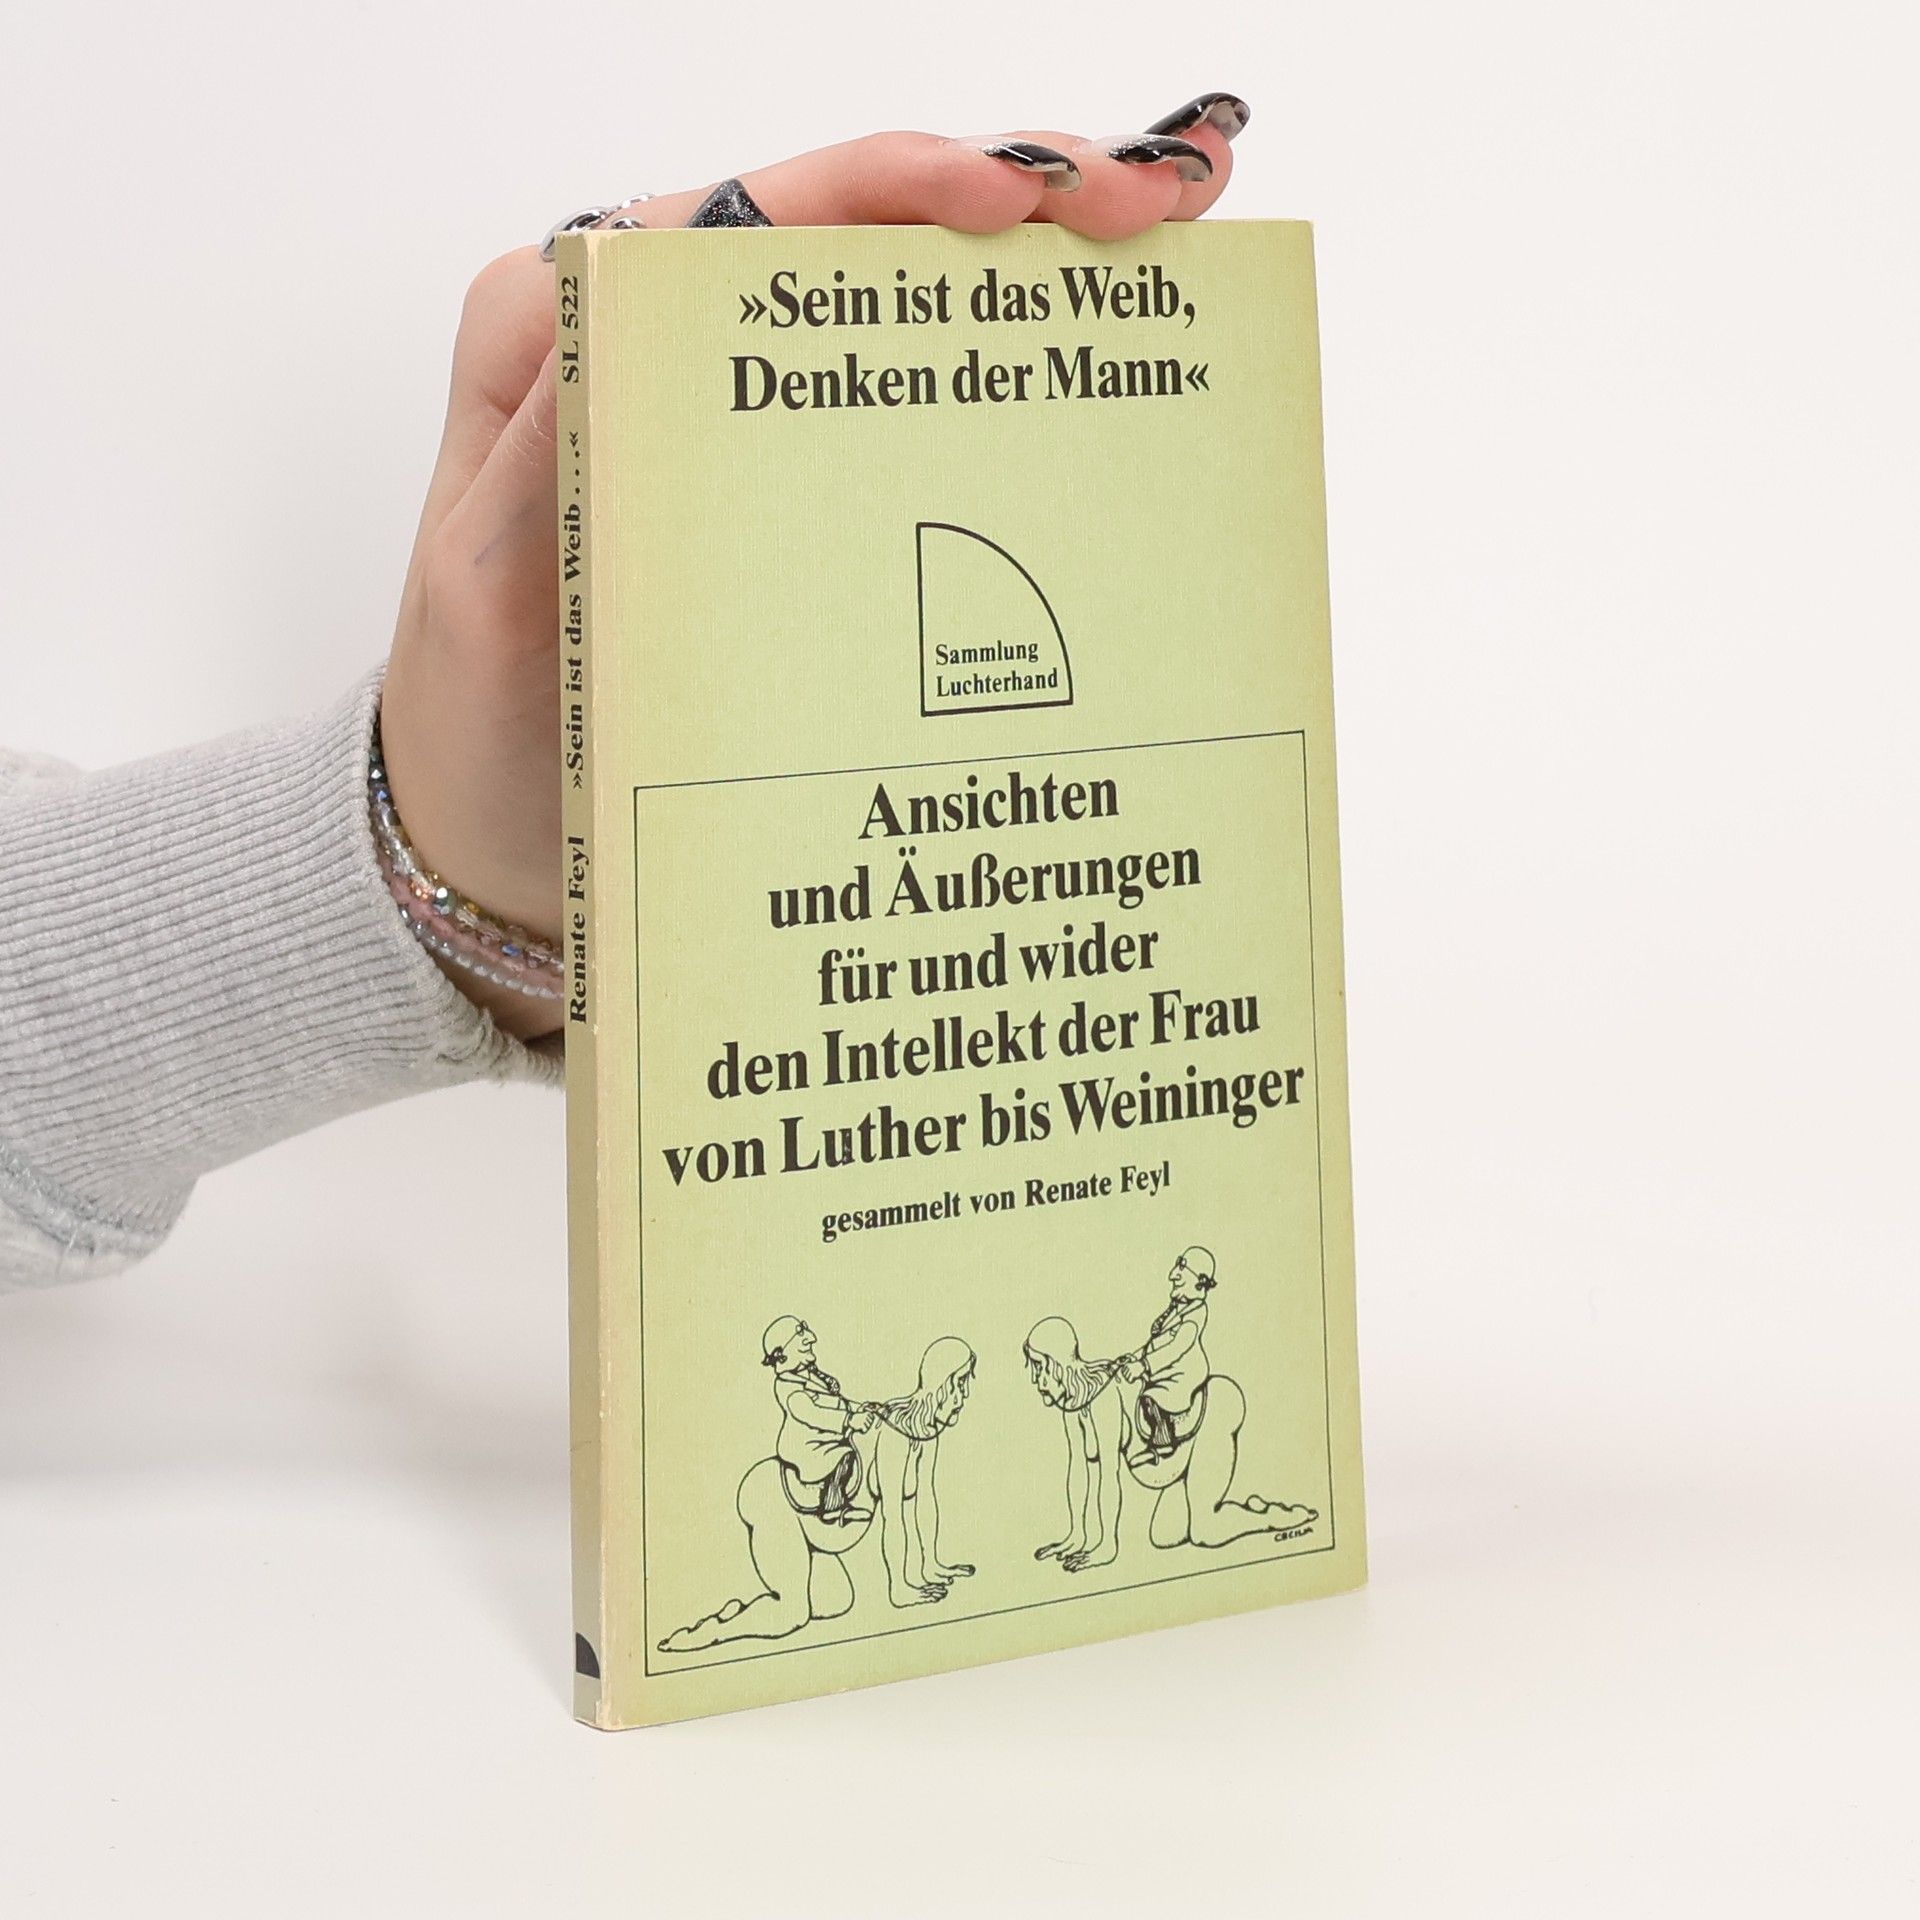 »Sein ist das Weib,
Denken der Mann«
Sammlung
Luchterhand
Ansichten
und Äußerungen
für und wider
den Intellekt der Frau
von Luther bis Weininger
gesammelt von Renate Feyl
CECILIA
Renate Feyl »Sein ist das Weib . . .« SL 522